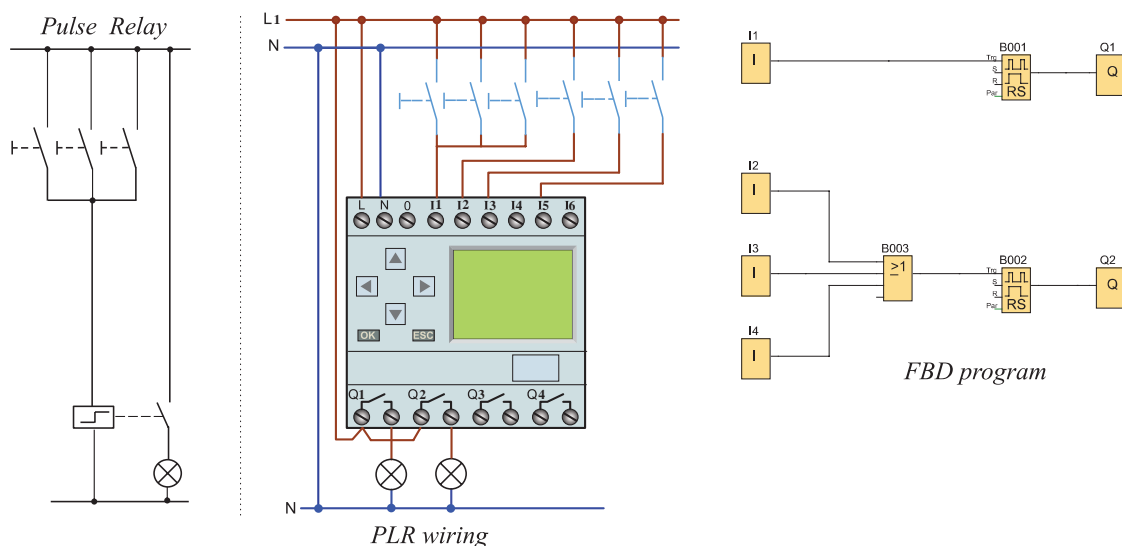 Pulse Relay
L1
N
L N 0 I1 I2 I3 I4 I5 I6
OK ESC
Q1 Q2 Q3 Q4
N
PLR wiring
I1
I
B001
Trg
S
R
Par
RS
Q1
Q
I2
I
I3
I
I4
I
B003
≥1
B002
Trg
S
R
Par
RS
Q2
Q
FBD program